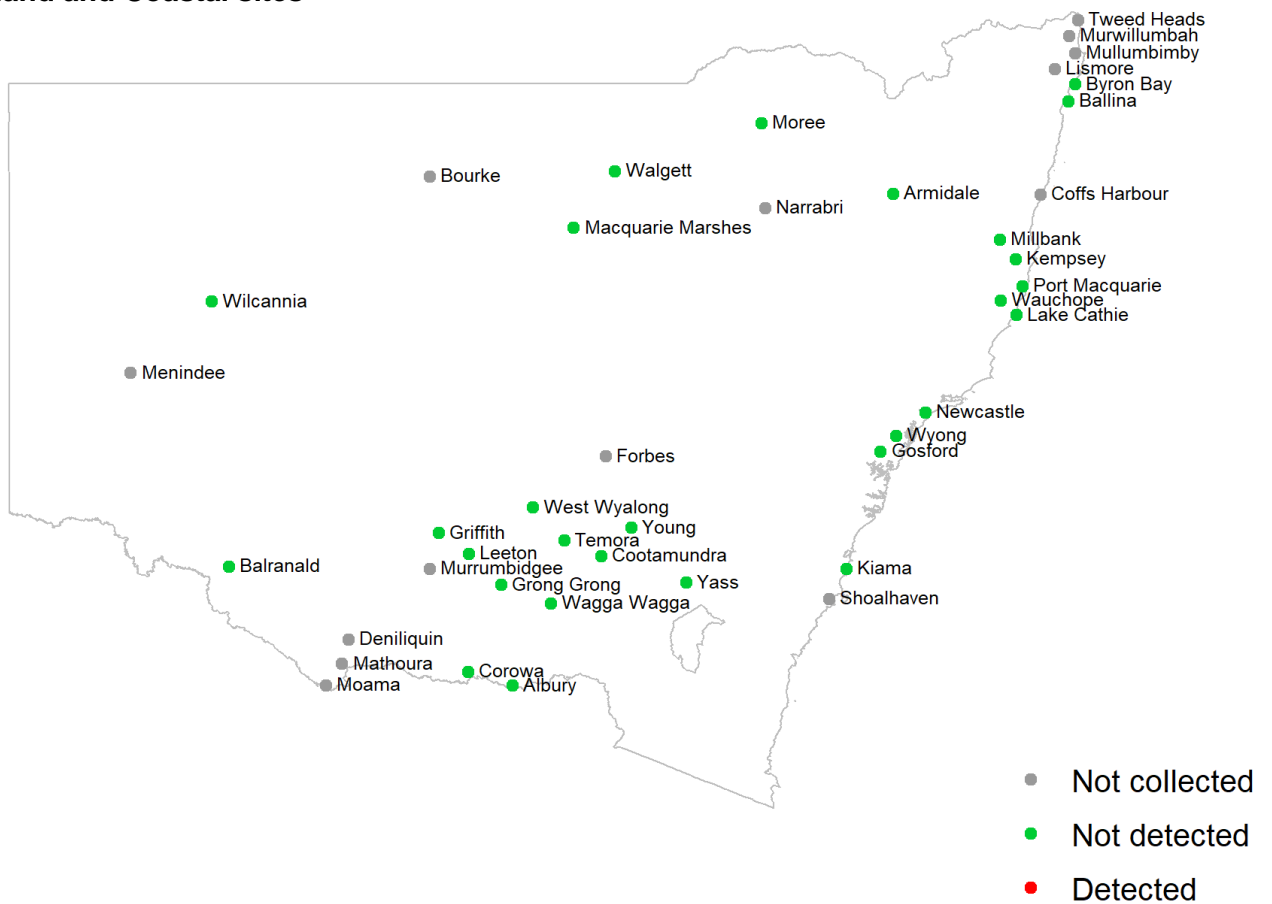 Coastal Sites
Tweed Heads
Murwillumbah
Mullumbimby
Lismore
Byron Bay
Ballina
Moree
Walgett
Bourke
Armidale
Coffs Harbour
Narrabri
Macquarie Marshes
Millbank
Kempsey
Port Macquarie
Wauchope
Wilcannia
Lake Cathie
Menindee
Newcastle
Wyong
Gosford
Forbes
West Wyalong
Young
Griffith
Temora
Leeton
Cootamundra
Balranald
Murrumbidgee
Kiama
Grong Grong
Yass
Wagga Wagga
Shoalhaven
Deniliquin
Mathoura
Corowa
Moama
Albury
Not collected
Not detected
Detected